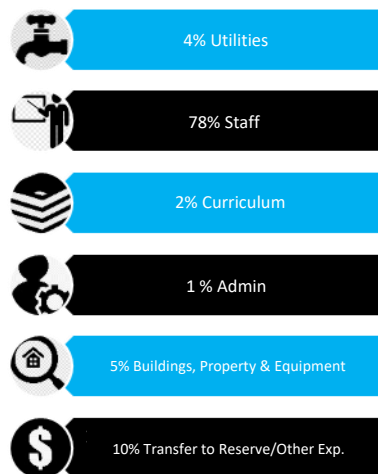 4% Utilities
78% Staff
2% Curriculum
1 % Admin
5% Buildings, Property & Equipment
$
10% Transfer to Reserve/Other Exp.